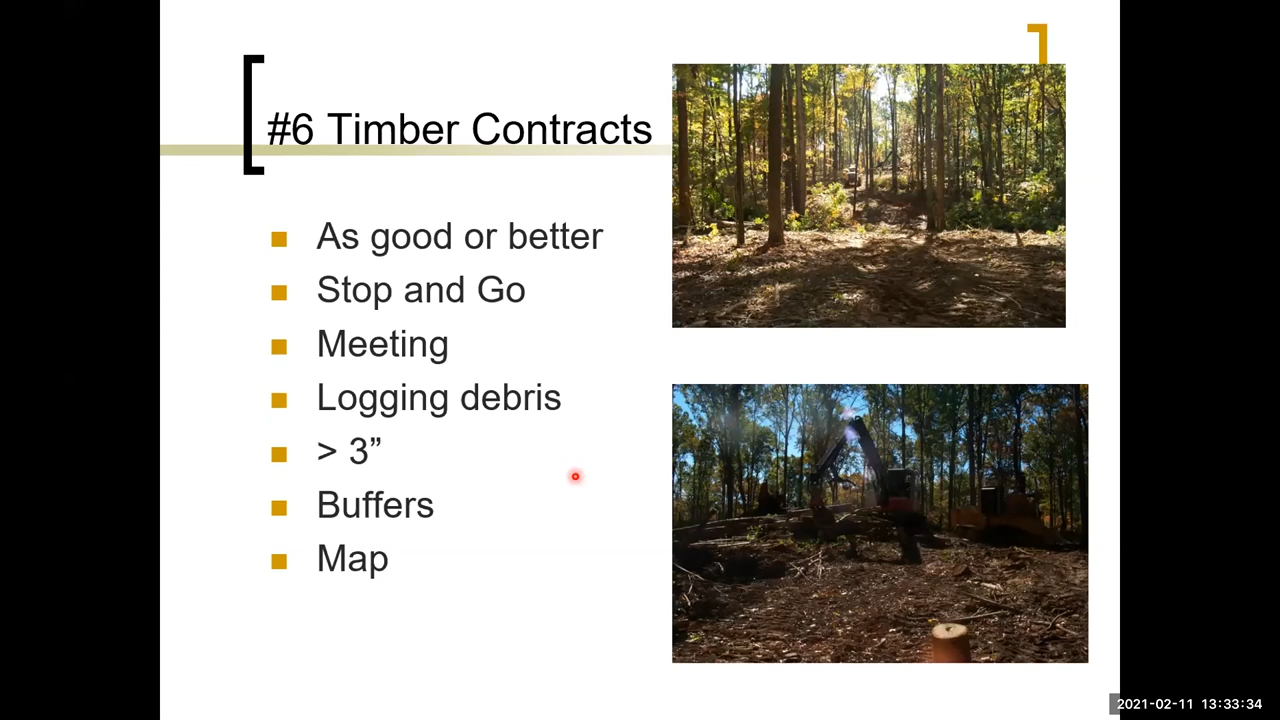 #6 Timber Contracts
As good or better
Stop and Go
Meeting
Logging debris
> 3”
Buffers
Map
2021-02-11 13:33:34